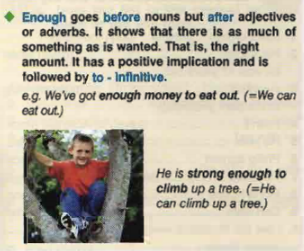 ◆ Enough goes before nouns but after adjectives
or adverbs. It shows that there is as much of
something as is wanted. That is, the right
amount. It has a positive implication and is
followed by to - infinitive.
e.g. We've got enough money to eat out. (=We can
eat out.)
He is strong enough to
climb up a tree. (=He
can climb up a tree.)